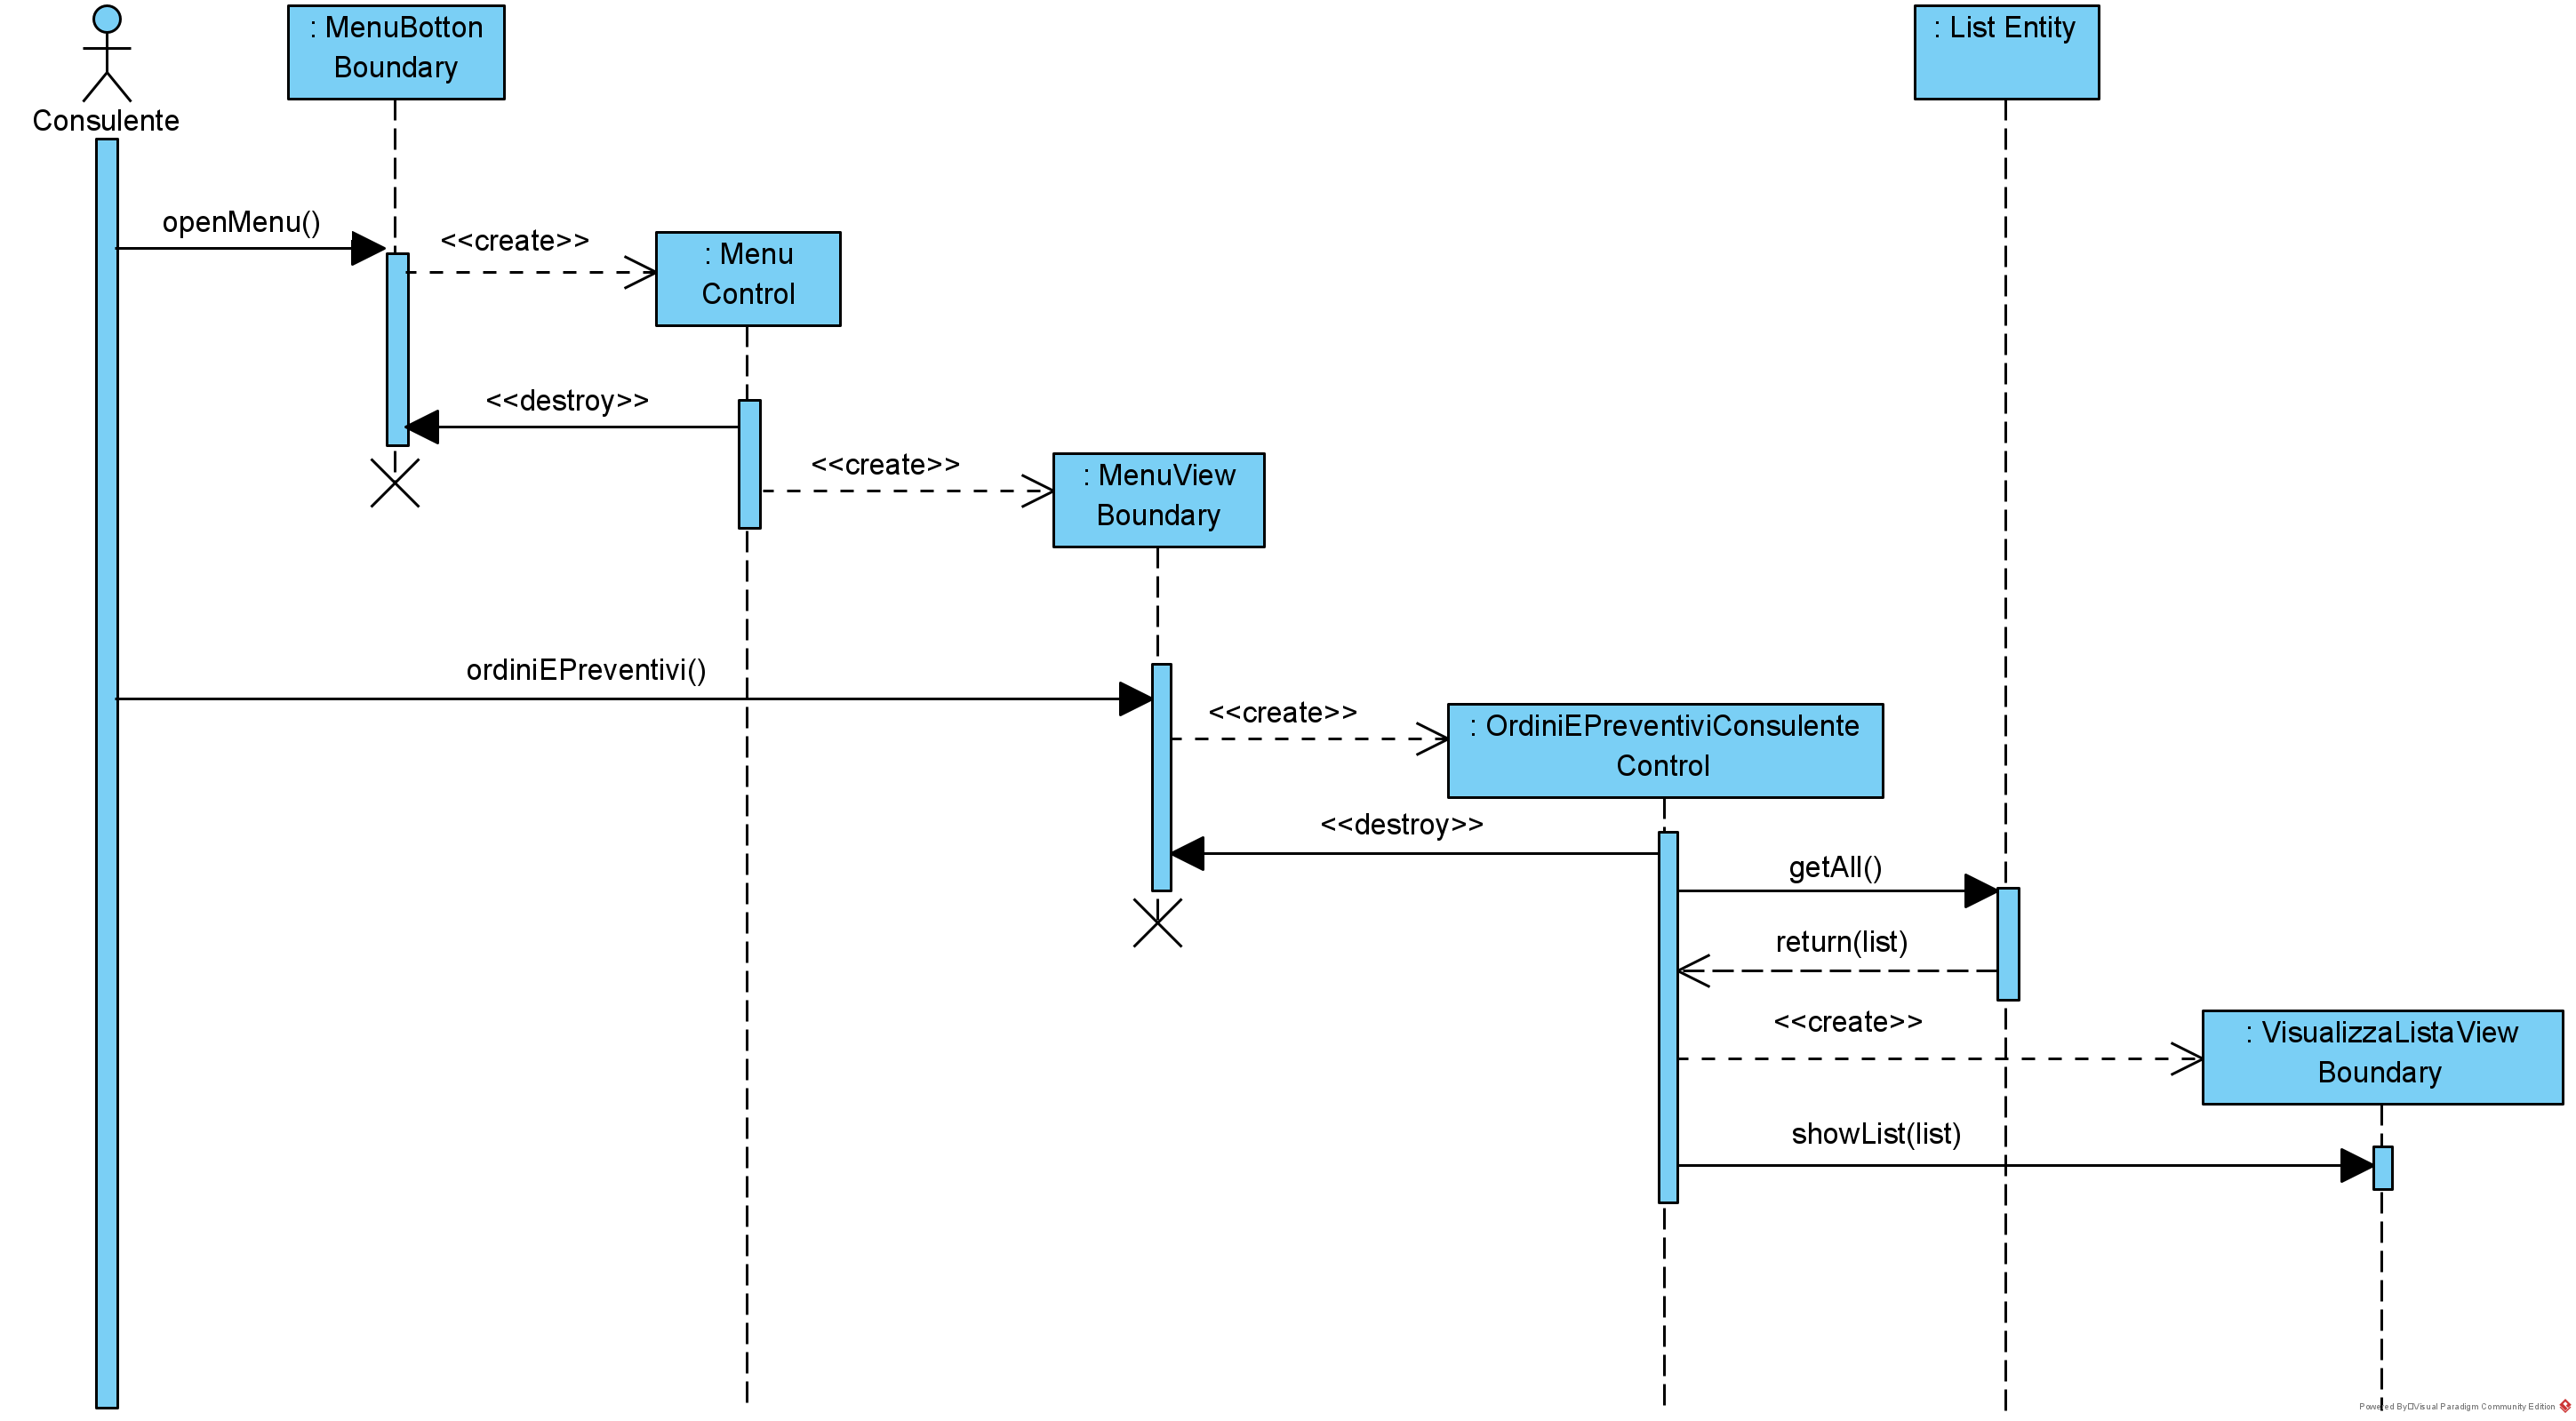 : MenuBotton
Boundary
: List Entity
Consulente
openMenu()
<<create>>
: Menu
Control
<<destroy>>
<<create>>
: MenuView
Boundary
ordiniEPreventivi()
<<create>>
: OrdiniEPreventiviConsulente
Control
<<destroy>>
getAll()
return(list)
<<create>>
: VisualizzaListaView
Boundary
showList(list)
Powered By Visual Paradigm Community Edition